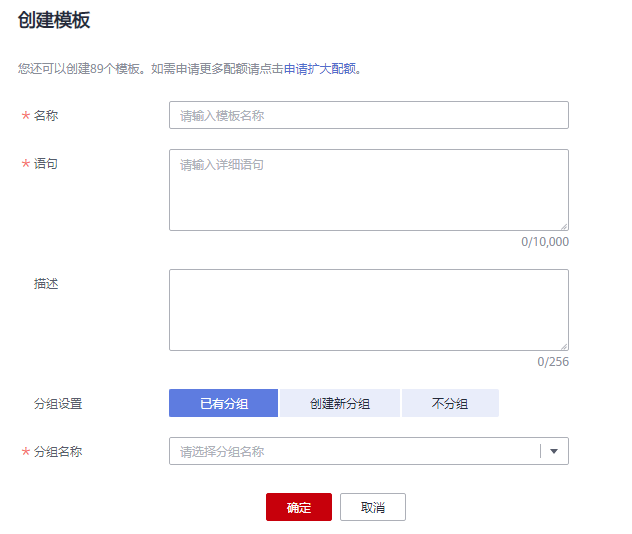 创建模板
您还可以创建89个模板。如需申请更多配额请点击申请扩大配额。
* 名称 请输入模板名称
* 语句 请输入详细语句
0/10,000
描述
0/256
分组设置 已有分组 创建新分组 不分组
* 分组名称 请选择分组名称
确定 取消